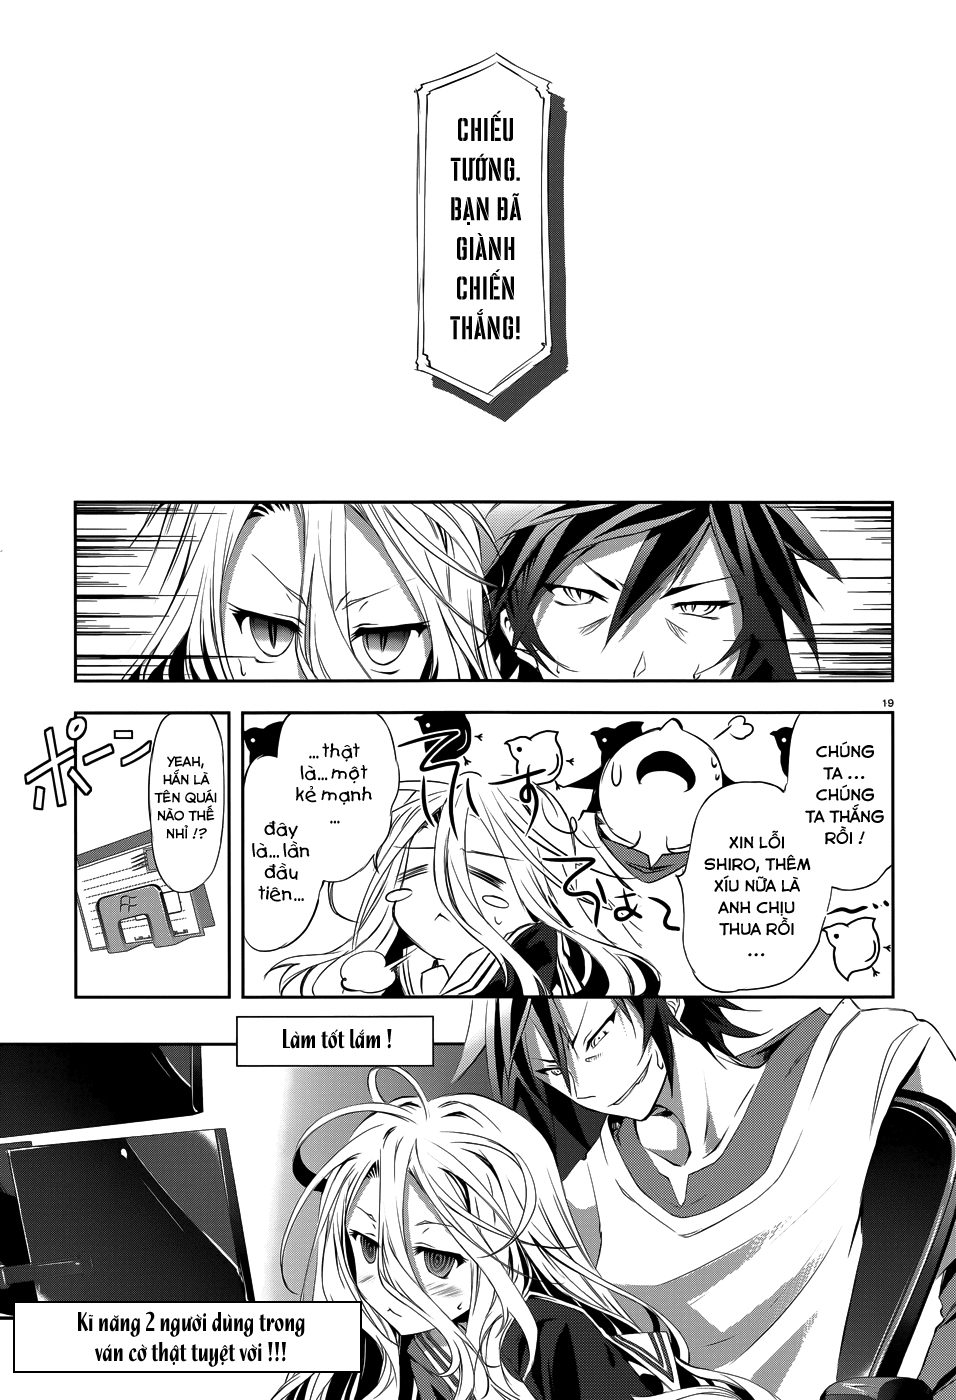 CHIẾU
TƯỚNG.
BẠN ĐÃ
GIÀNH
CHIẾN
THẮNG!
19
CHÚNG
TA ...
CHÚNG
TA THẮNG
RỒI !
XIN LỖI
SHIRO, THÊM
XÍU NỮA LÀ
ANH CHỊU
THUA RỒI
...
...thật
là...một
kẻ mạnh
...
đây
là...lần
đầu
tiên...
YEAH,
HẮN LÀ
TÊN QUÁI
NÀO THẾ
NHỈ !?
ポーン
Làm tốt lắm !
Kĩ năng 2 người dùng trong
ván cờ thật tuyệt vời !!!